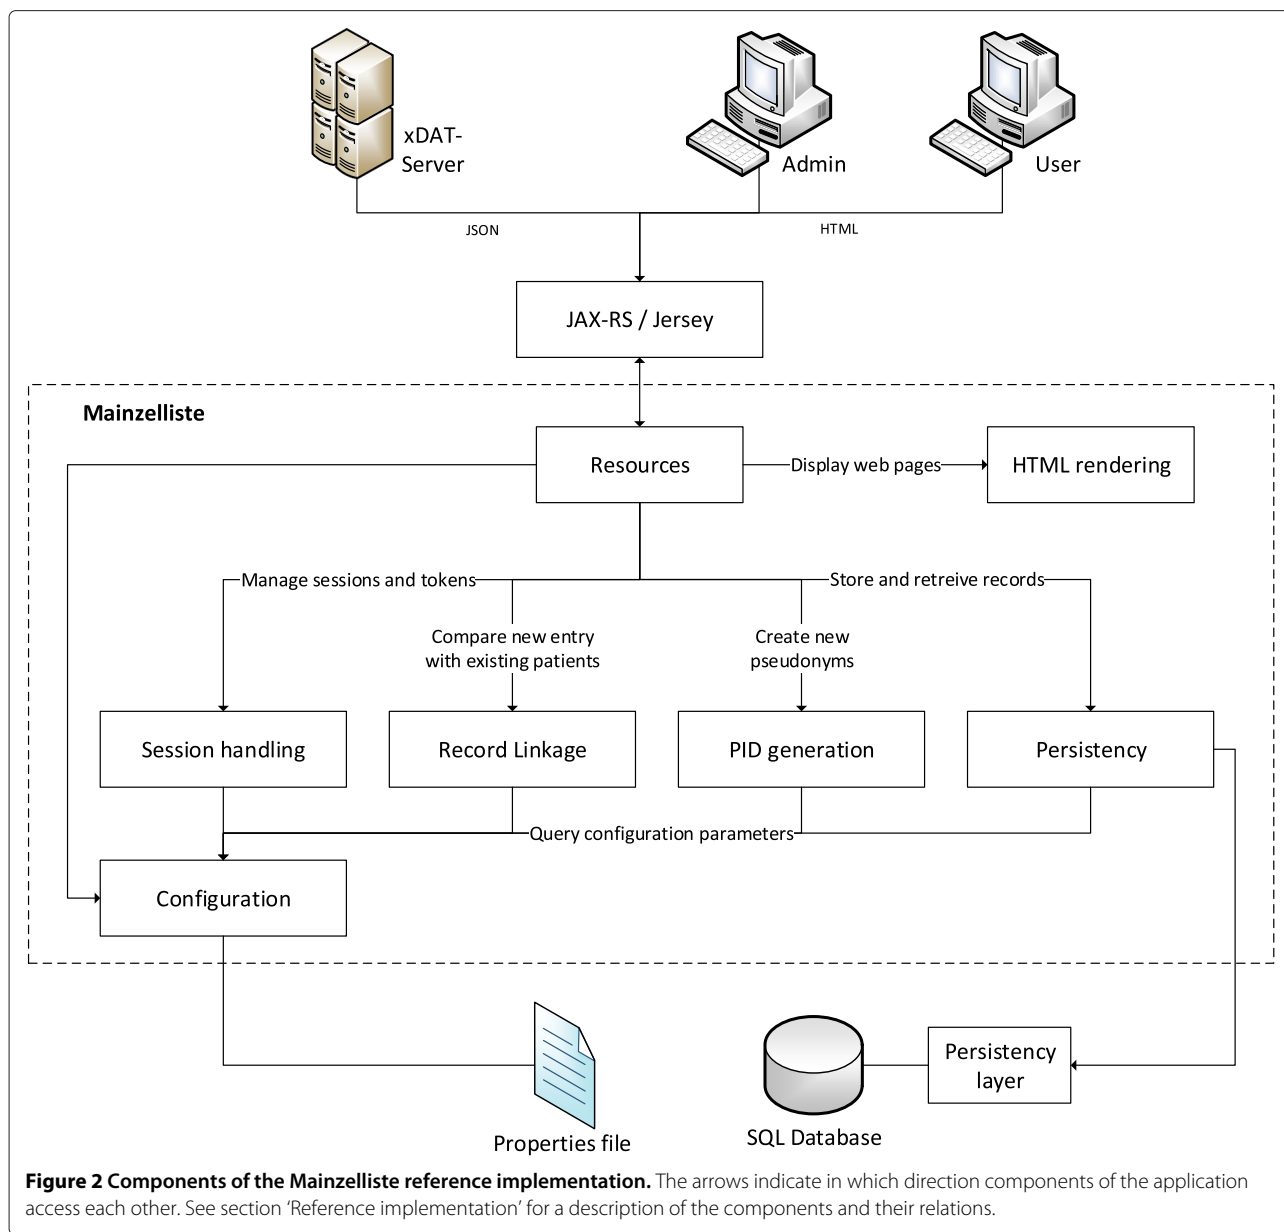 xDAT-
Server
Admin
User
JSON
HTML
JAX-RS / Jersey
Mainzelliste
Resources
Display web pages
HTML rendering
Manage sessions and tokens
Store and retreive records
Compare new entry
with existing patients
Create new
pseudonyms
Session handling
Record Linkage
PID generation
Persistency
Query configuration parameters
Configuration
Persistency
layer
Properties file
SQL Database
Figure 2 Components of the Mainzelliste reference implementation. The arrows indicate in which direction components of the application
access each other. See section ‘Reference implementation’ for a description of the components and their relations.